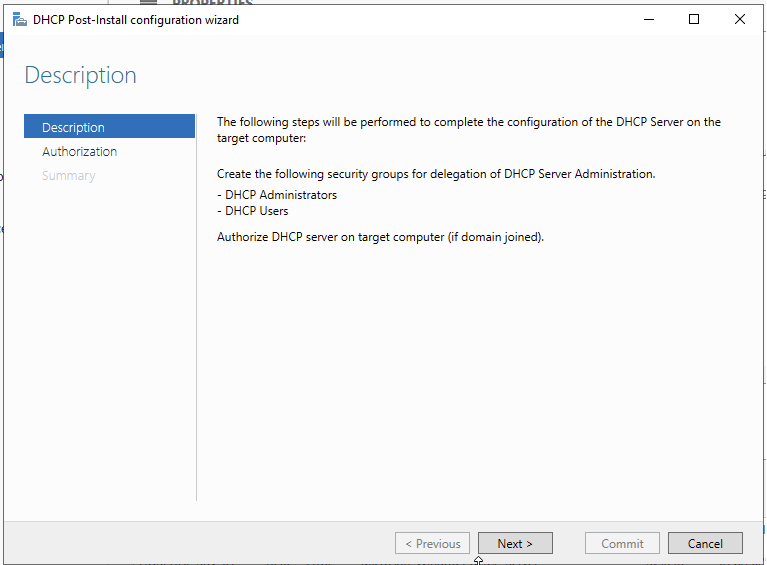 DHCP Post-Install configuration wizard
Description
Description
Authorization
Summary
The following steps will be performed to complete the configuration of the DHCP Server on the
target computer:
Create the following security groups for delegation of DHCP Server Administration.
- DHCP Administrators
- DHCP Users
Authorize DHCP server on target computer (if domain joined).
< Previous
Next >
Commit
Cancel